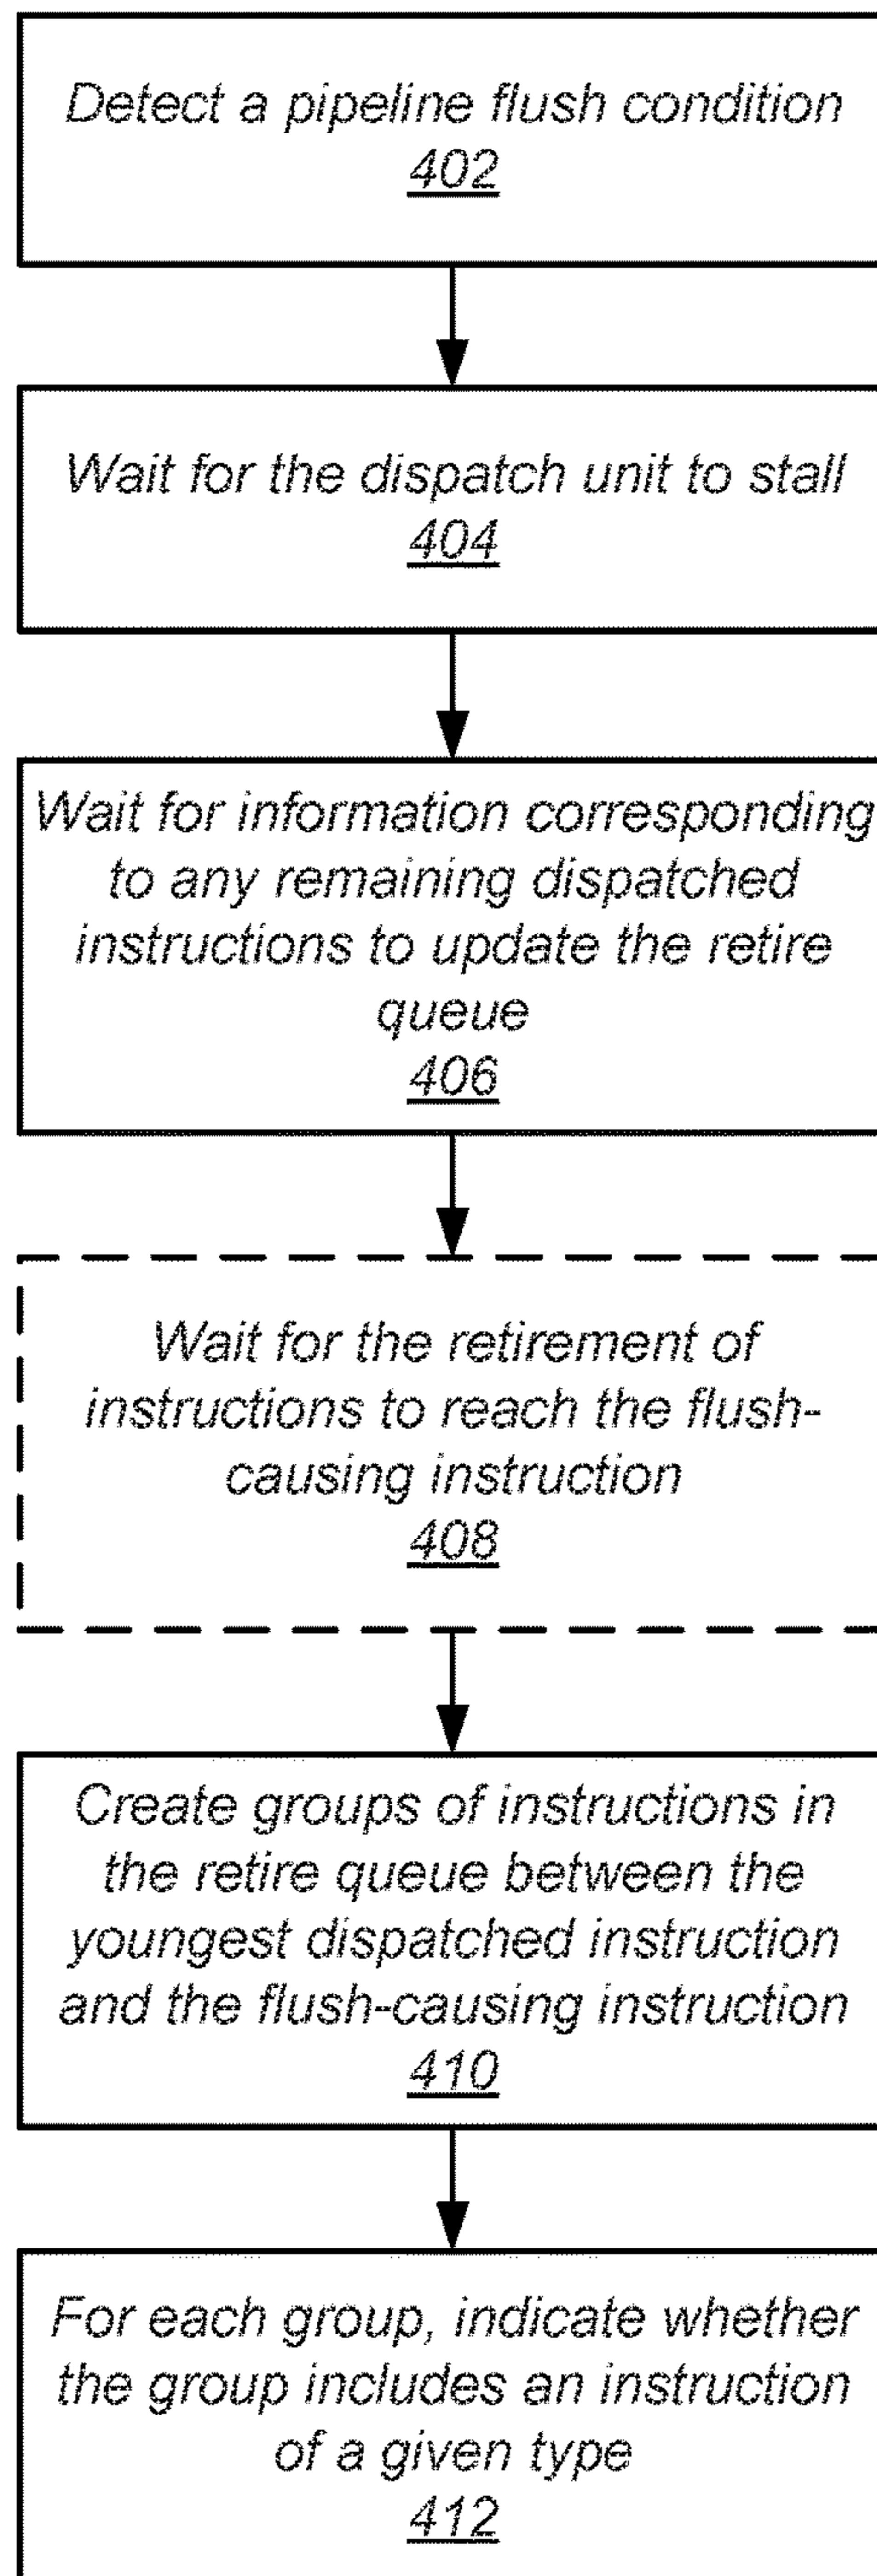 Detect a pipeline flush condition
402
Wait for the dispatch unit to stall
404
Wait for information corresponding
to any remaining dispatched
instructions to update the retire
queue
406
Wait for the retirement of
instructions to reach the flush-
causing instruction
408
Create groups of instructions in
the retire queue between the
youngest dispatched instruction
and the flush-causing instruction
410
For each group, indicate whether
the group includes an instruction
of a given type
412